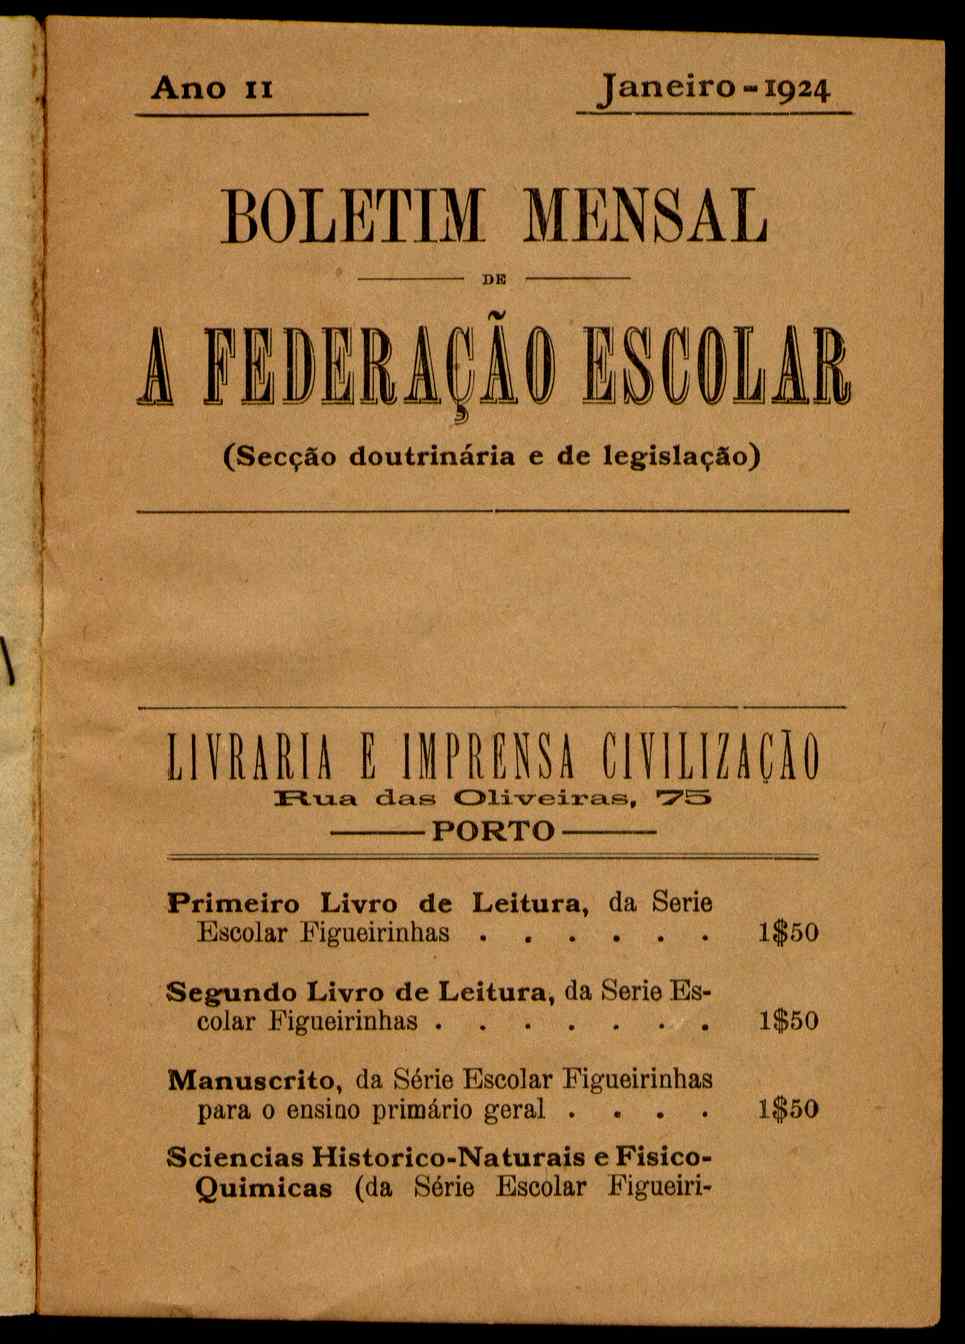 Ano II
Janeiro-1924
BOLETIM MENSAL
DE
A FEDERAÇÃO ESCOLAR
(Secção doutrinária e de legislação)
LIVRARIA E IMPRENSA CIVILIZAÇÃO
Rua das Oliveiras, 75
PORTO
Primeiro Livro de Leitura, da Serie
Escolar Figueirinhas . . . . . . 1$50
Segundo Livro de Leitura, da Serie Es-
colar Figueirinhas . . . . . . . 1$50
Manuscrito, da Série Escolar Figueirinhas
para o ensino primário geral . . . . 1$50
Sciencias Historico-Naturais e Fisico-
Quimicas (da Série Escolar Figueiri-